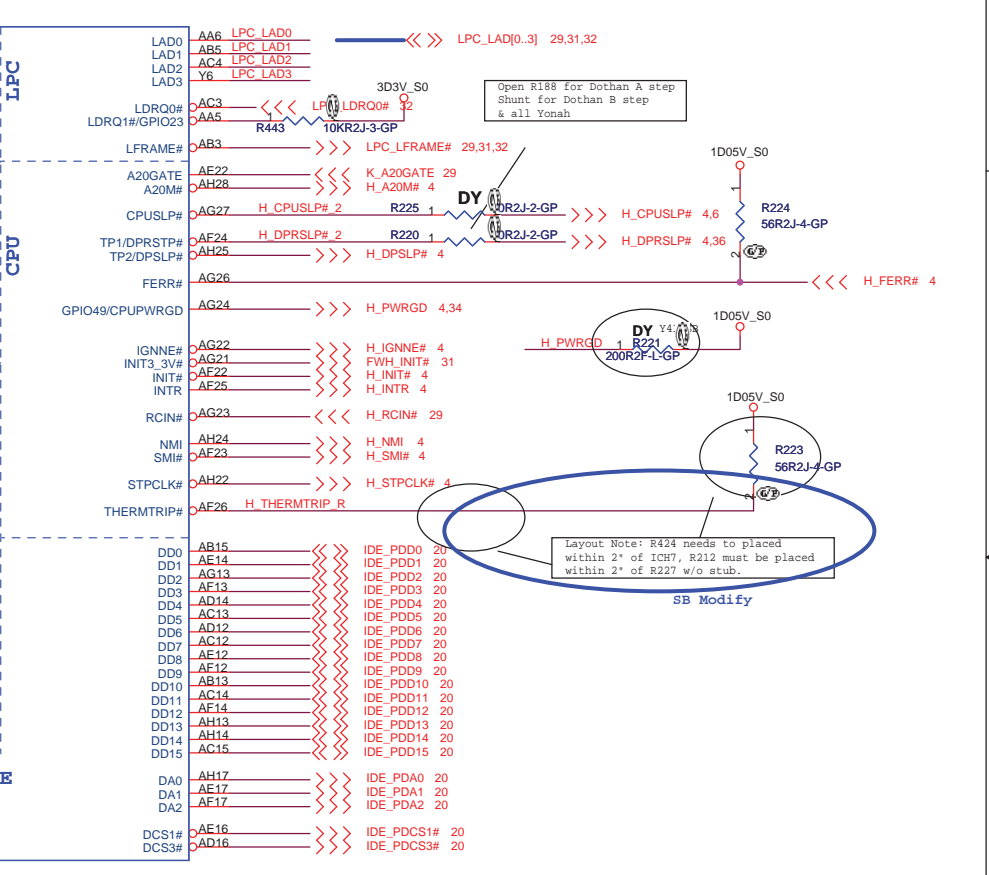 LPC
LAD0 AA6 LPC_LAD0
LAD1 AB5 LPC_LAD1
LAD2 AC4 LPC_LAD2
LAD3 Y6 LPC_LAD3
LPC_LAD[0..3] 29,31,32
3D3V_S0
LDRQ0# AC3 LPC_LDRQ0# 32
LDRQ1#/GPIO23 AA5 1
R443 10KR2J-3-GP
Open R188 for Dothan A step
Shunt for Dothan B step
& all Yonah
LFRAME# AB3 LPC_LFRAME# 29,31,32
1D05V_S0
CPU
A20GATE AE22 K_A20GATE 29
A20M# AH28 H_A20M# 4
DY
CPUSLP# AG27 H_CPUSLP#_2 R225 1 0R2J-2-GP H_CPUSLP# 4,6
1
R224
56R2J-4-GP
2 G/P
TP1/DPRSTP# AF24 H_DPRSLP#_2 R220 1 0R2J-2-GP H_DPRSLP# 4,36
TP2/DPSLP# AH25 H_DPSLP# 4
FERR# AG26 H_FERR# 4
GPIO49/CPUPWRGD AG24 H_PWRGD 4,34
1D05V_S0
DY
H_PWRGD 1 R221
200R2F-L-GP
IGNNE# AG22 H_IGNNE# 4
INIT3_3V# AG21 FWH_INIT# 31
INIT# AF22 H_INIT# 4
INTR AF25 H_INTR 4
1D05V_S0
RCIN# AG23 H_RCIN# 29
1
R223
56R2J-4-GP
2 G/P
NMI AH24 H_NMI 4
SMI# AF23 H_SMI# 4
STPCLK# AH22 H_STPCLK# 4
THERMTRIP# AF26 H_THERMTRIP_R
Layout Note: R424 needs to placed
within 2" of ICH7, R212 must be placed
within 2" of R227 w/o stub.
SB Modify
DD0 AB15 IDE_PDD0 20
DD1 AE14 IDE_PDD1 20
DD2 AG13 IDE_PDD2 20
DD3 AF13 IDE_PDD3 20
DD4 AD14 IDE_PDD4 20
DD5 AC13 IDE_PDD5 20
DD6 AD12 IDE_PDD6 20
DD7 AC12 IDE_PDD7 20
DD8 AE12 IDE_PDD8 20
DD9 AF12 IDE_PDD9 20
DD10 AB13 IDE_PDD10 20
DD11 AC14 IDE_PDD11 20
DD12 AF14 IDE_PDD12 20
DD13 AH13 IDE_PDD13 20
DD14 AH14 IDE_PDD14 20
DD15 AC15 IDE_PDD15 20
E
DA0 AH17 IDE_PDA0 20
DA1 AE17 IDE_PDA1 20
DA2 AF17 IDE_PDA2 20
DCS1# AE16 IDE_PDCS1# 20
DCS3# AD16 IDE_PDCS3# 20